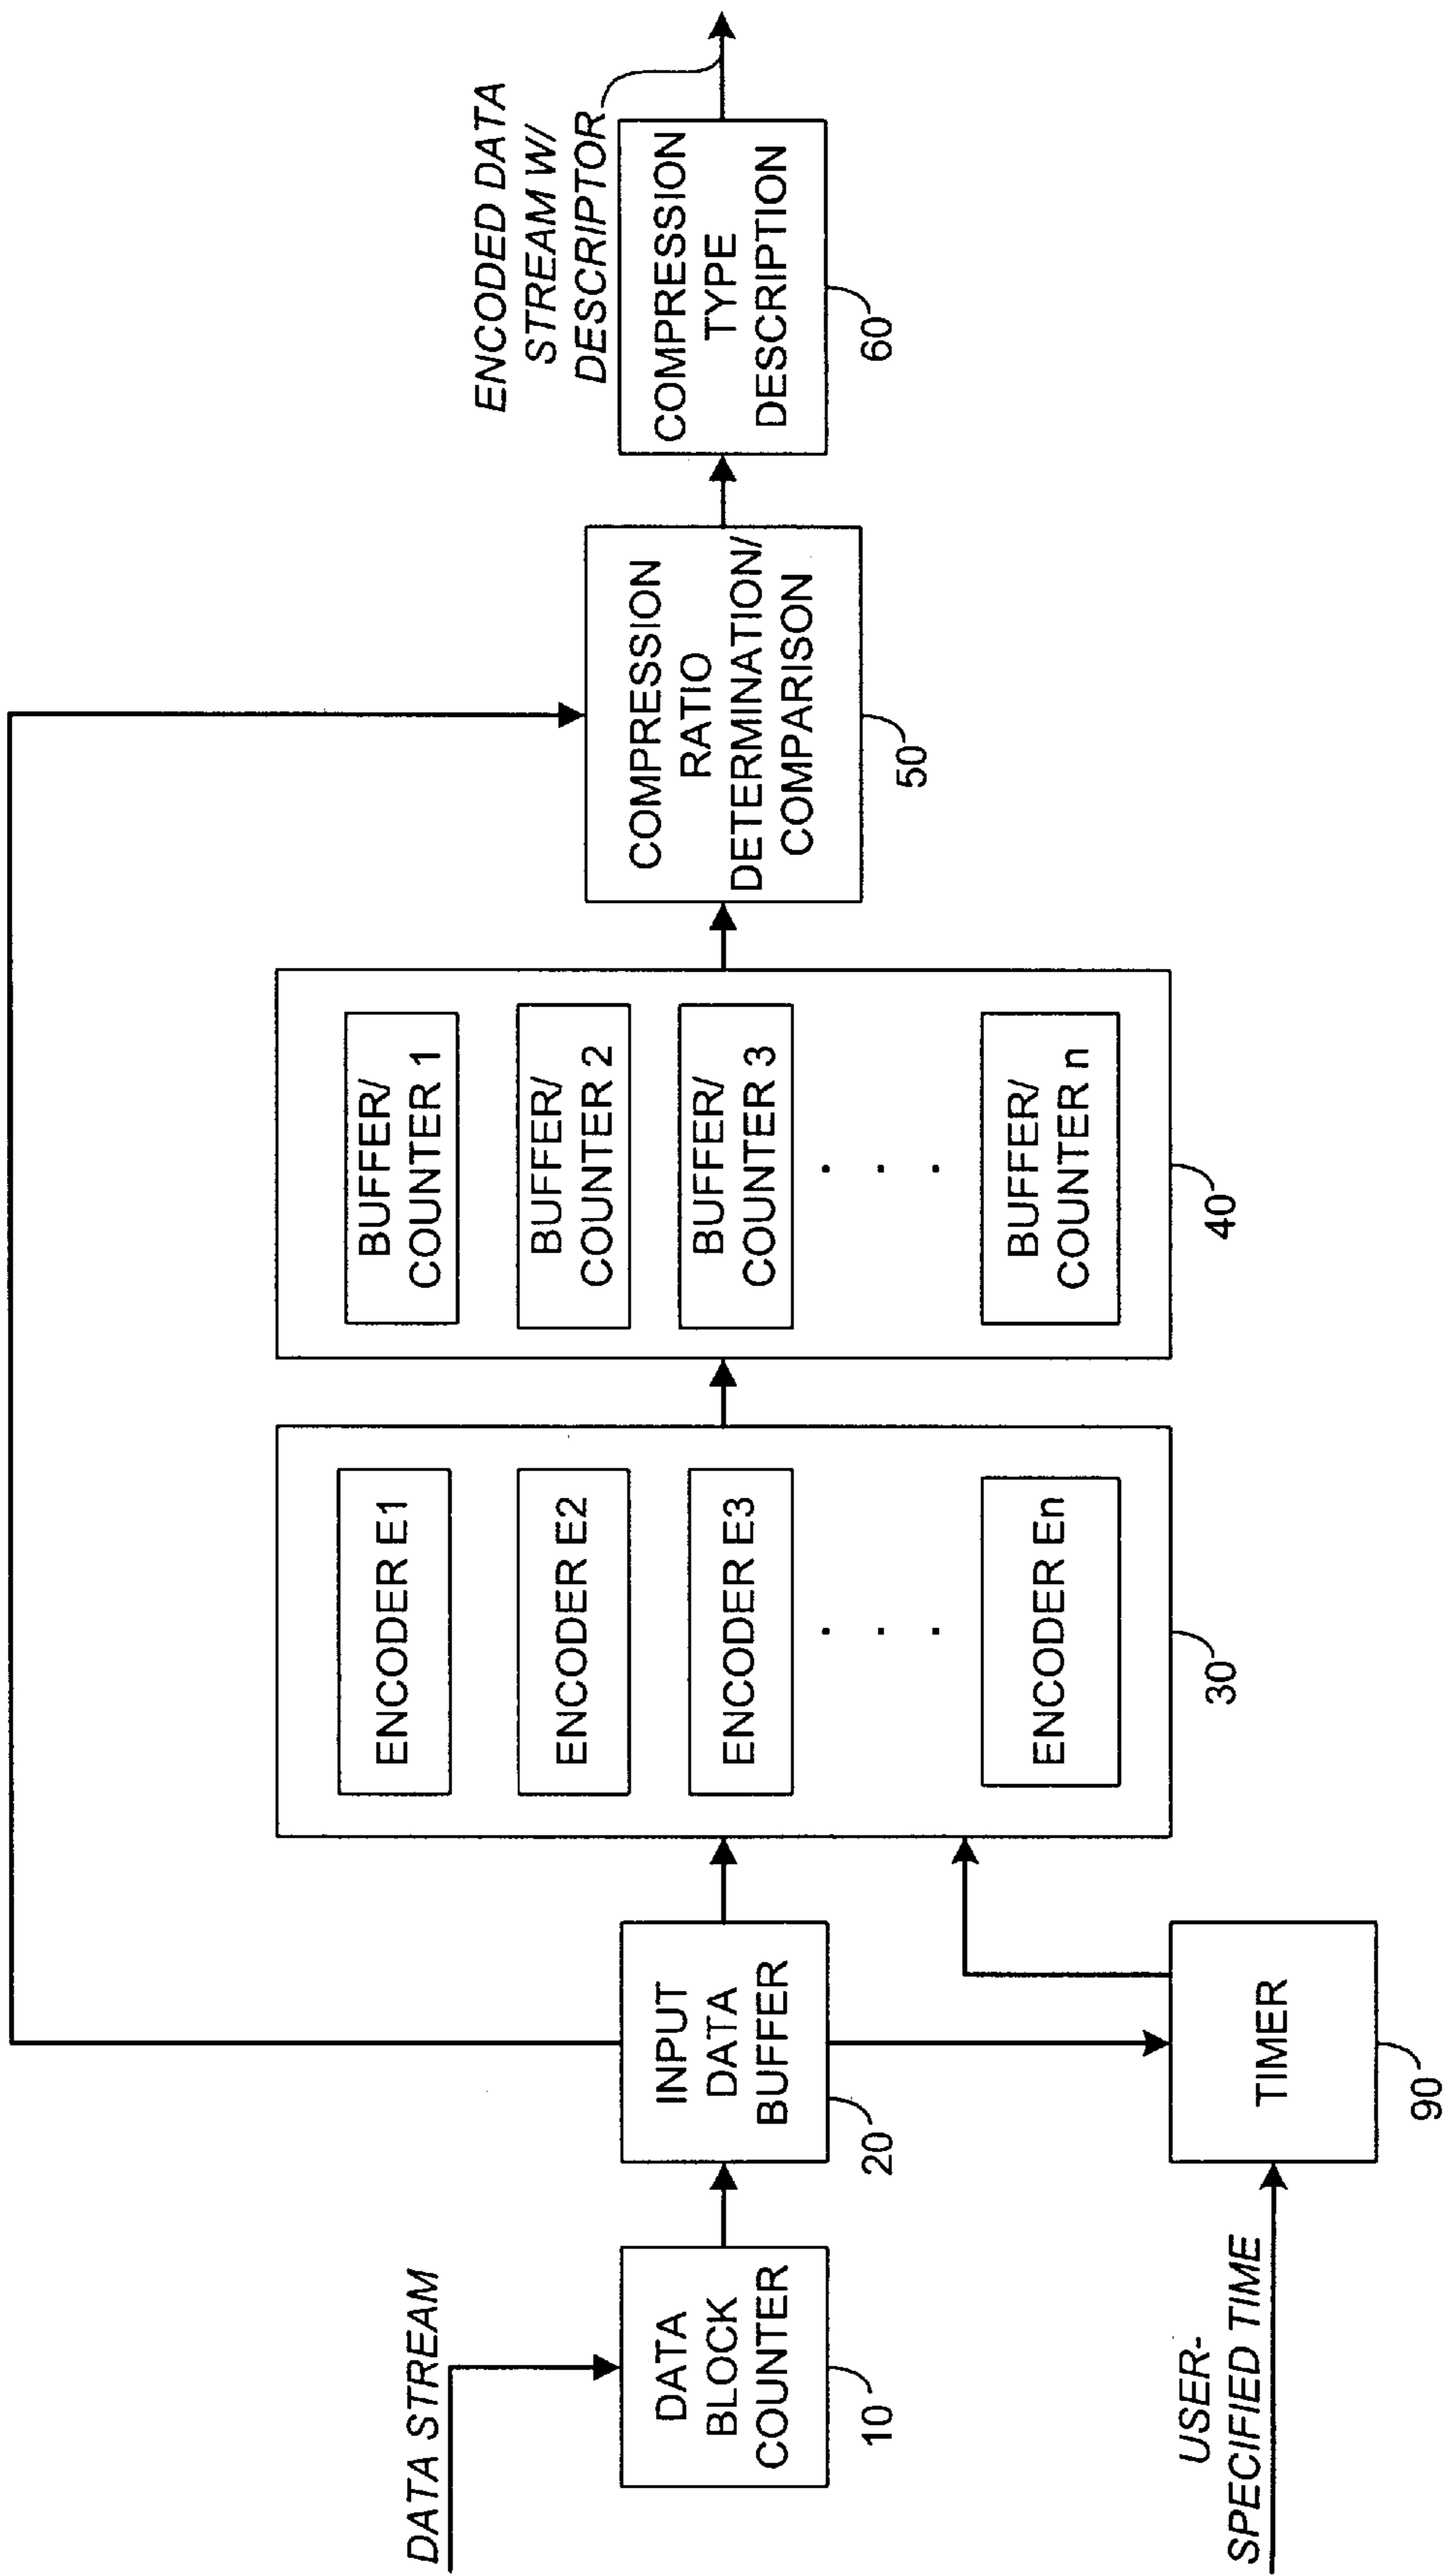 DATA STREAM
DATA
BLOCK
COUNTER
10
INPUT
DATA
BUFFER
20
USER-
SPECIFIED TIME
TIMER
90
ENCODER E1
ENCODER E2
ENCODER E3
. . .
ENCODER En
30
BUFFER/
COUNTER 1
BUFFER/
COUNTER 2
BUFFER/
COUNTER 3
. . .
BUFFER/
COUNTER n
40
COMPRESSION
RATIO
DETERMINATION/
COMPARISON
50
COMPRESSION
TYPE
DESCRIPTION
60
ENCODED DATA
STREAM W/
DESCRIPTOR